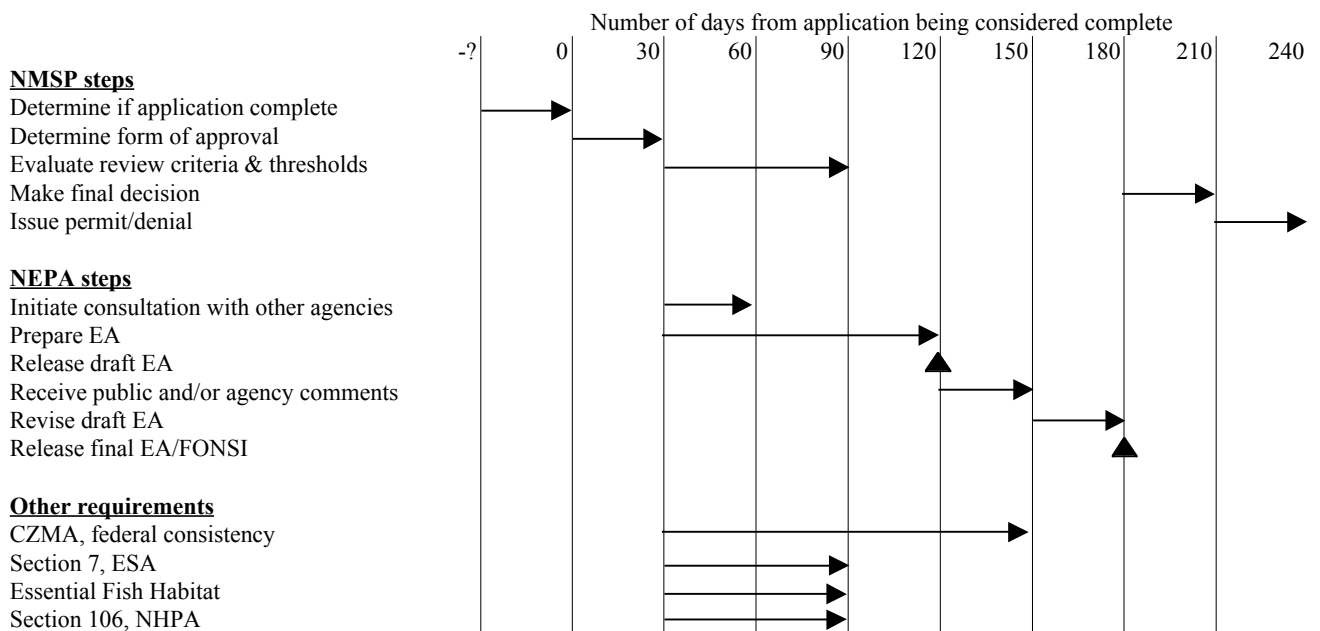 Number of days from application being considered complete
-? 0 30 60 90 120 150 180 210 240
NMSP steps
Determine if application complete
Determine form of approval
Evaluate review criteria & thresholds
Make final decision
Issue permit/denial
NEPA steps
Initiate consultation with other agencies
Prepare EA
Release draft EA
Receive public and/or agency comments
Revise draft EA
Release final EA/FONSI
Other requirements
CZMA, federal consistency
Section 7, ESA
Essential Fish Habitat
Section 106, NHPA